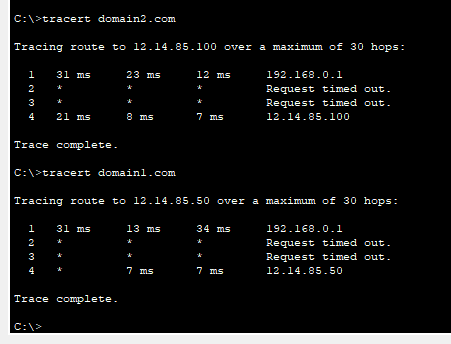 C:\>tracert domain2.com
Tracing route to 12.14.85.100 over a maximum of 30 hops:
1 31 ms 23 ms 12 ms 192.168.0.1
2 * * * Request timed out.
3 * * * Request timed out.
4 21 ms 8 ms 7 ms 12.14.85.100
Trace complete.
C:\>tracert domain1.com
Tracing route to 12.14.85.50 over a maximum of 30 hops:
1 31 ms 13 ms 34 ms 192.168.0.1
2 * * * Request timed out.
3 * * * Request timed out.
4 * 7 ms 7 ms 12.14.85.50
Trace complete.
C:\>